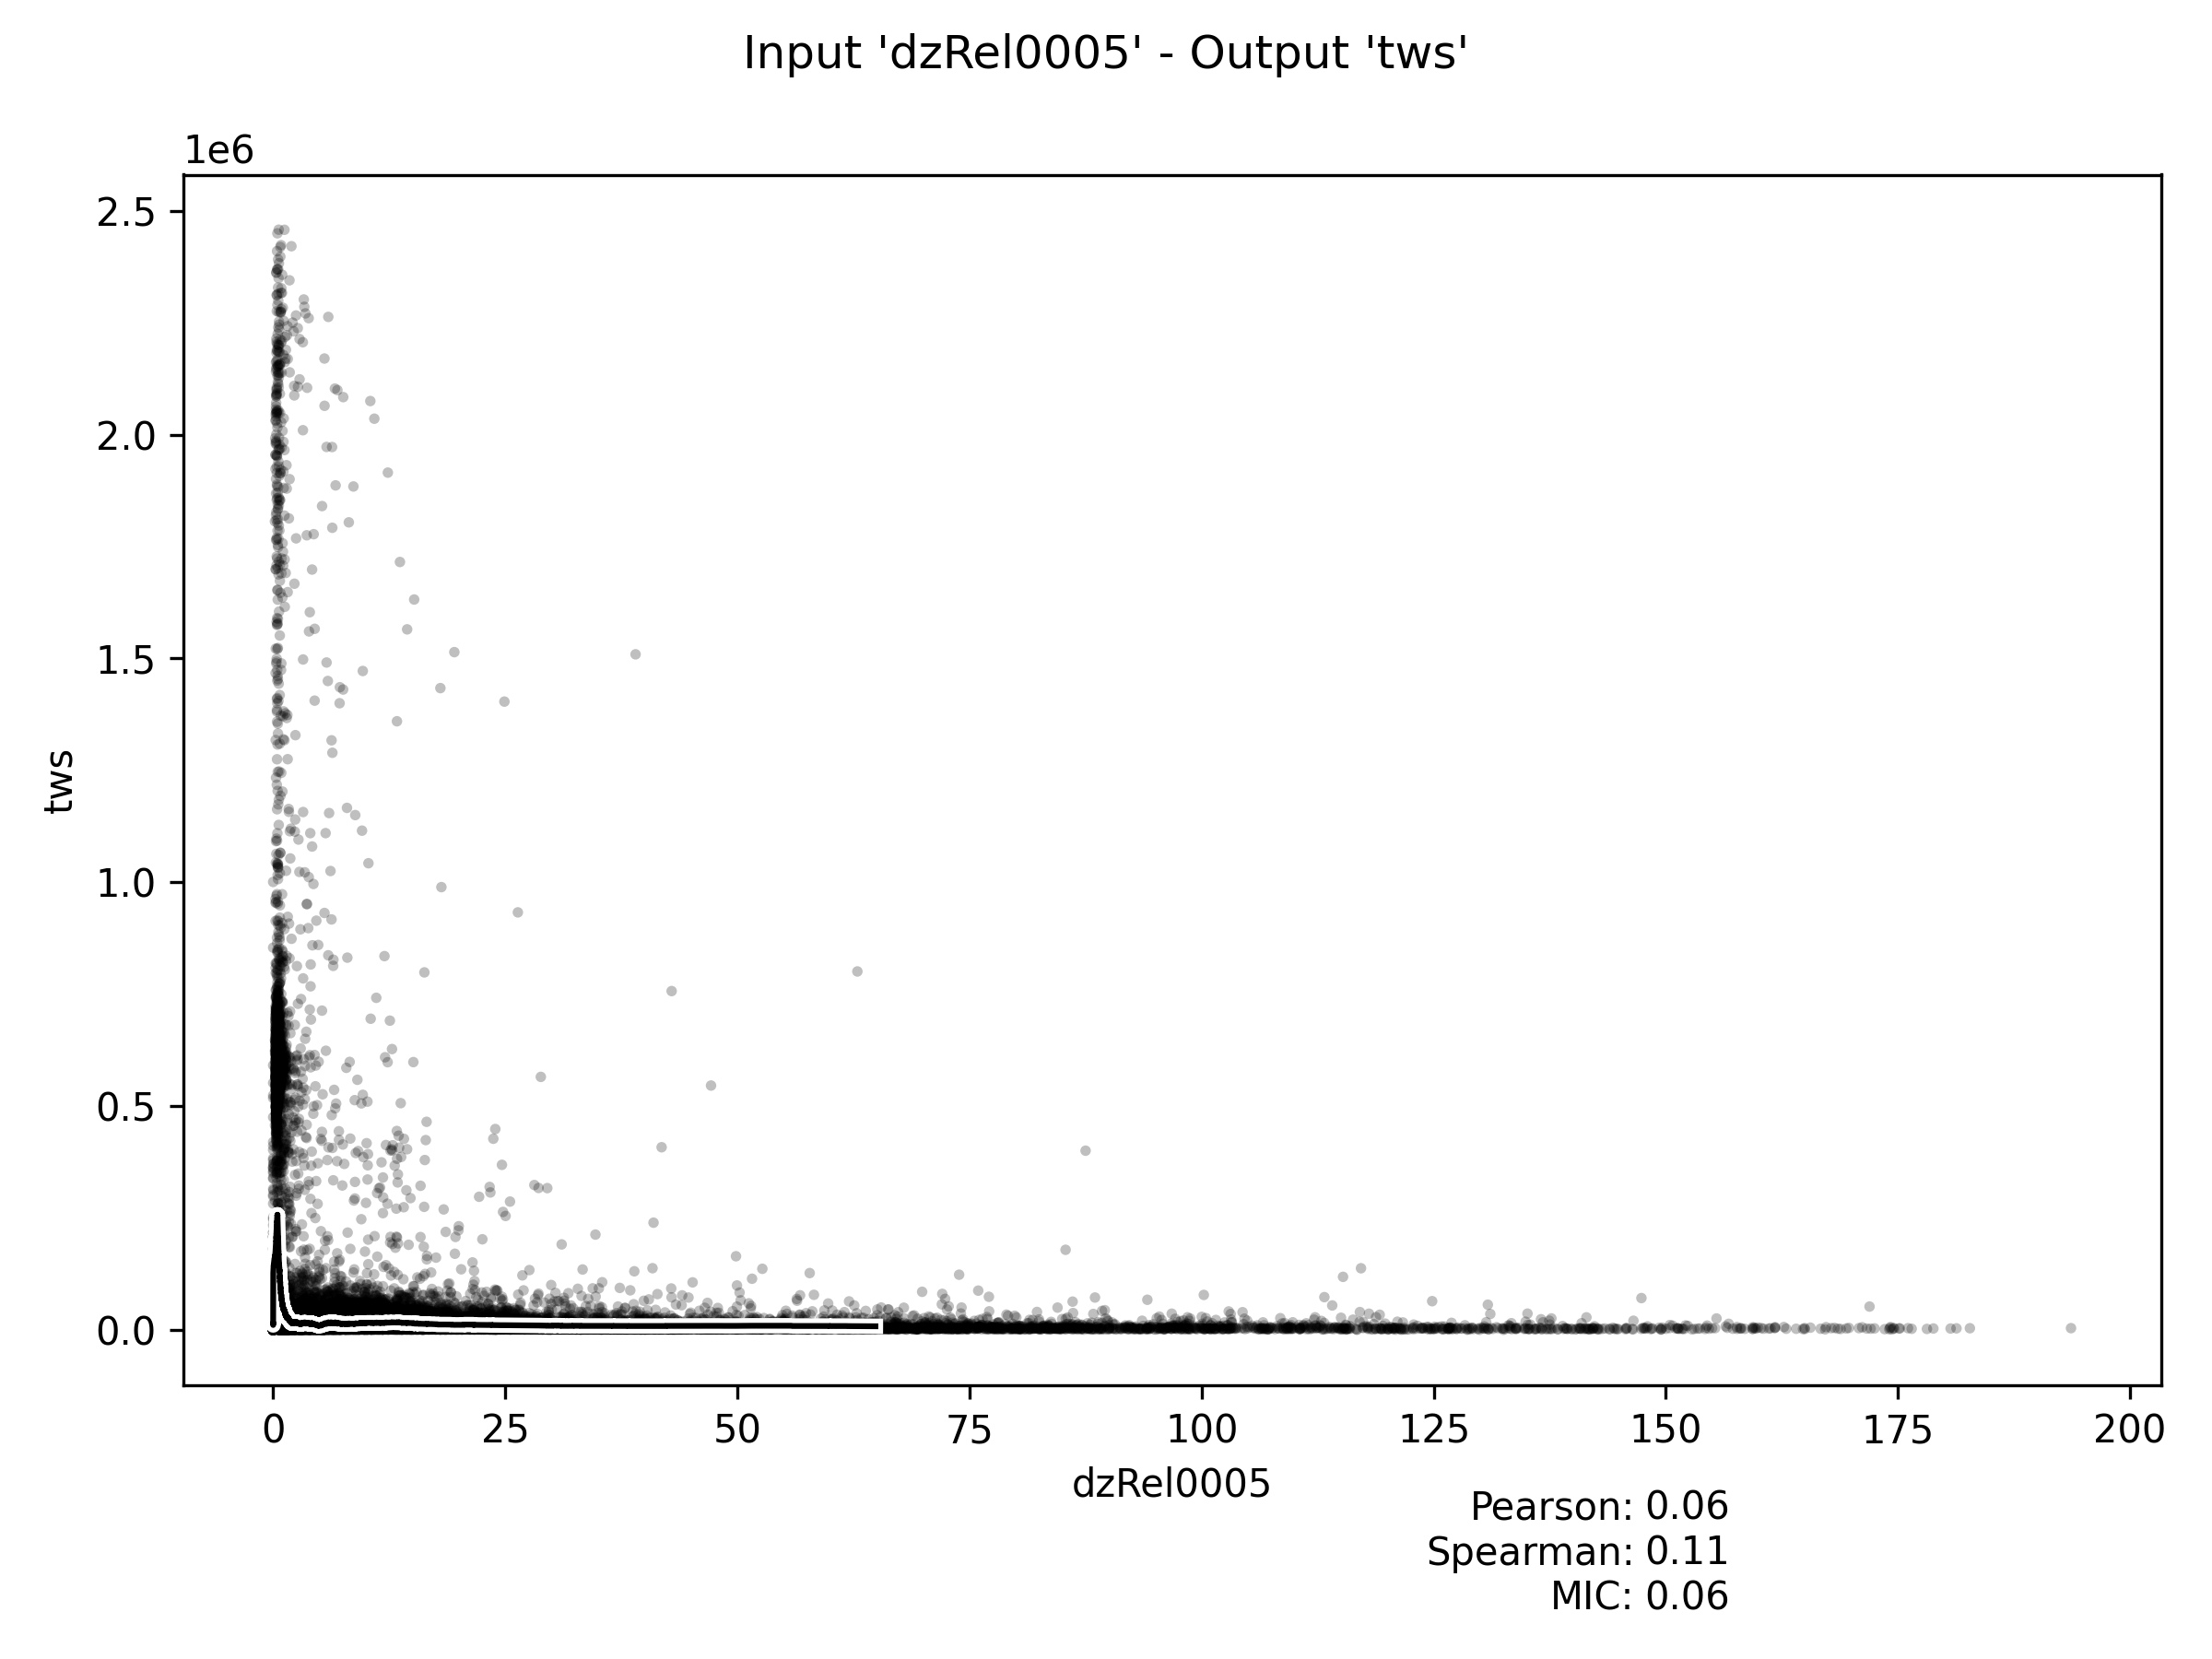 Input 'dzRel0005' - Output 'tws'
1e6
2.5
2.0
1.5
1.0
0.5
0.0
tws
0 25 50 75 100 125 150 175 200
dzRel0005
Pearson: 0.06
Spearman: 0.11
MIC: 0.06